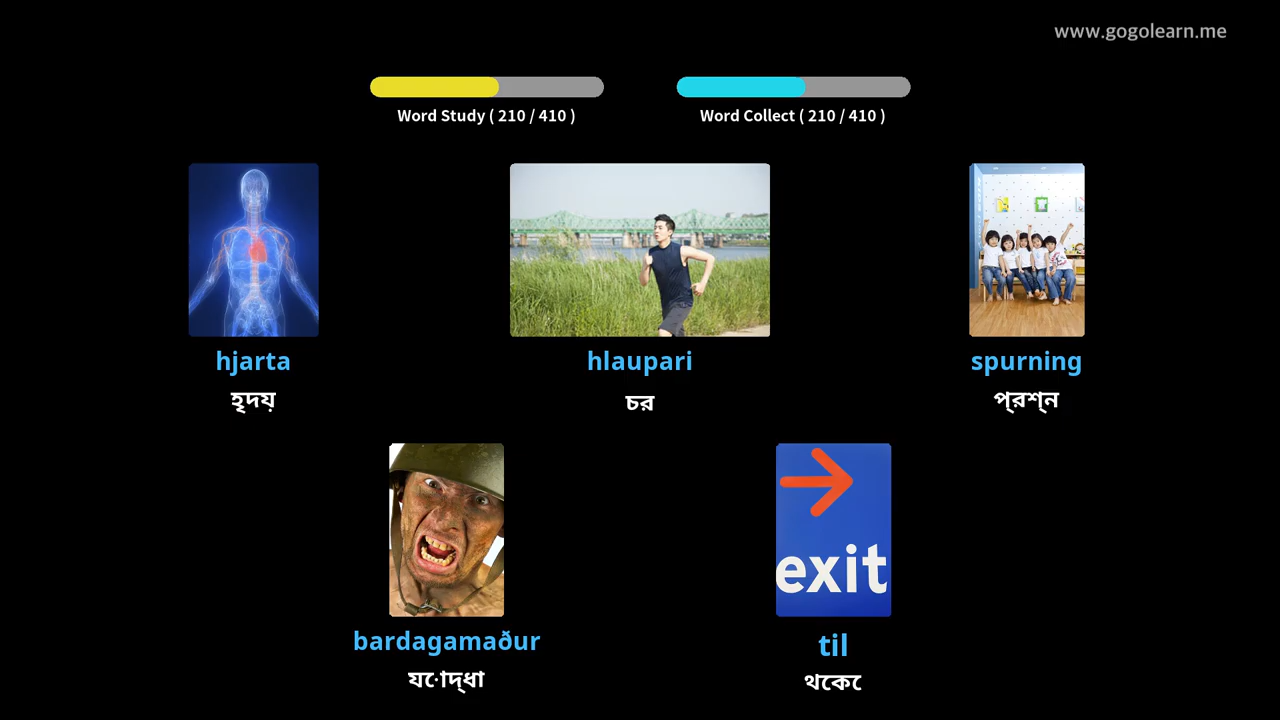 www.gogolearn.me
Word Study ( 210 / 410 )
Word Collect ( 210 / 410 )
hjarta
hlaupari
spurning
হৃদয়
চর
প্রশ্ন
exit
bardagamaður
til
যোদ্ধা
থেকে